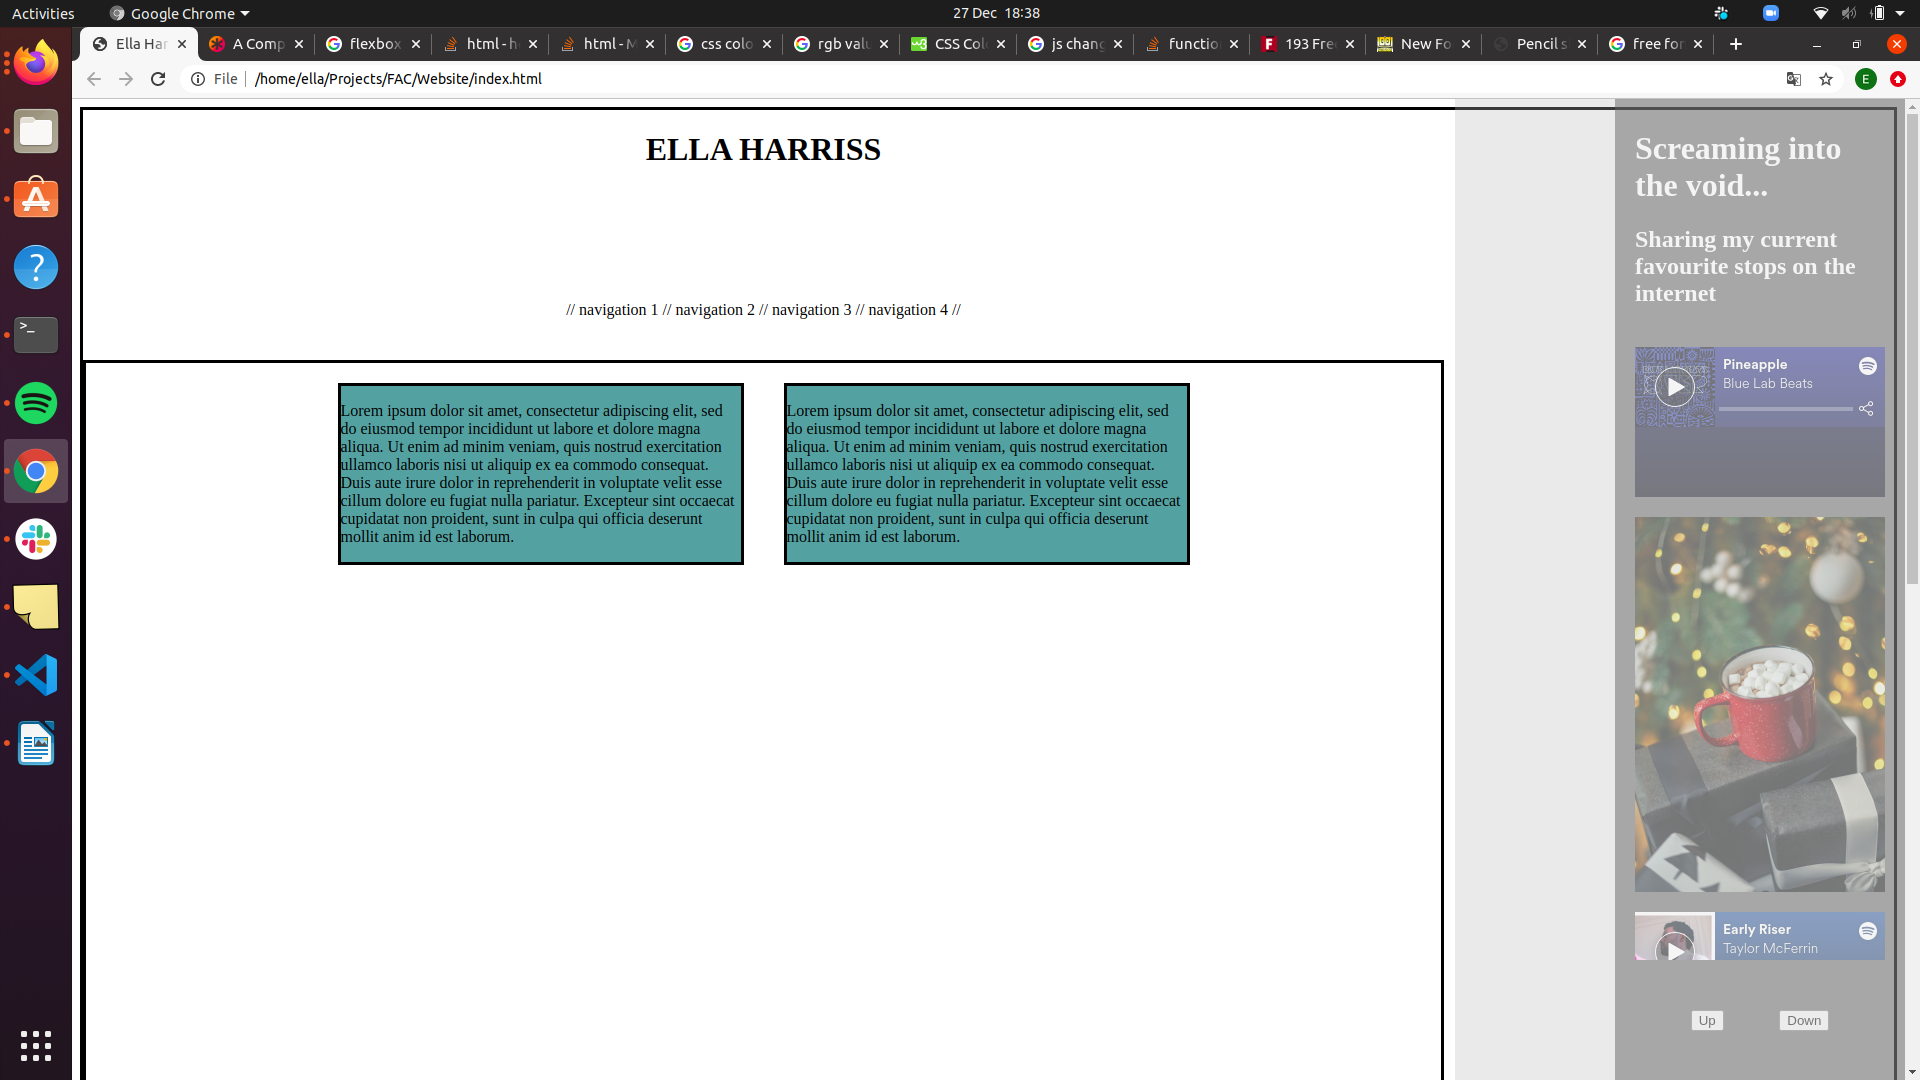 Activities
Google Chrome
27 Dec 18:38
Ella Har
A Comp
flexbox
html - h
html - M
css colo
rgb valu
CSS Col
js chang
functio
193 Fre
New Fo
Pencil s
free for
File
/home/ella/Projects/FAC/Website/index.html
E
ELLA HARRISS
// navigation 1 // navigation 2 // navigation 3 // navigation 4 //
Lorem ipsum dolor sit amet, consectetur adipiscing elit, sed
do eiusmod tempor incididunt ut labore et dolore magna
aliqua. Ut enim ad minim veniam, quis nostrud exercitation
ullamco laboris nisi ut aliquip ex ea commodo consequat.
Duis aute irure dolor in reprehenderit in voluptate velit esse
cillum dolore eu fugiat nulla pariatur. Excepteur sint occaecat
cupidatat non proident, sunt in culpa qui officia deserunt
mollit anim id est laborum.
Lorem ipsum dolor sit amet, consectetur adipiscing elit, sed
do eiusmod tempor incididunt ut labore et dolore magna
aliqua. Ut enim ad minim veniam, quis nostrud exercitation
ullamco laboris nisi ut aliquip ex ea commodo consequat.
Duis aute irure dolor in reprehenderit in voluptate velit esse
cillum dolore eu fugiat nulla pariatur. Excepteur sint occaecat
cupidatat non proident, sunt in culpa qui officia deserunt
mollit anim id est laborum.
Screaming into
the void...
Sharing my current
favourite stops on the
internet
Pineapple
Blue Lab Beats
Early Riser
Taylor McFerrin
Up
Down